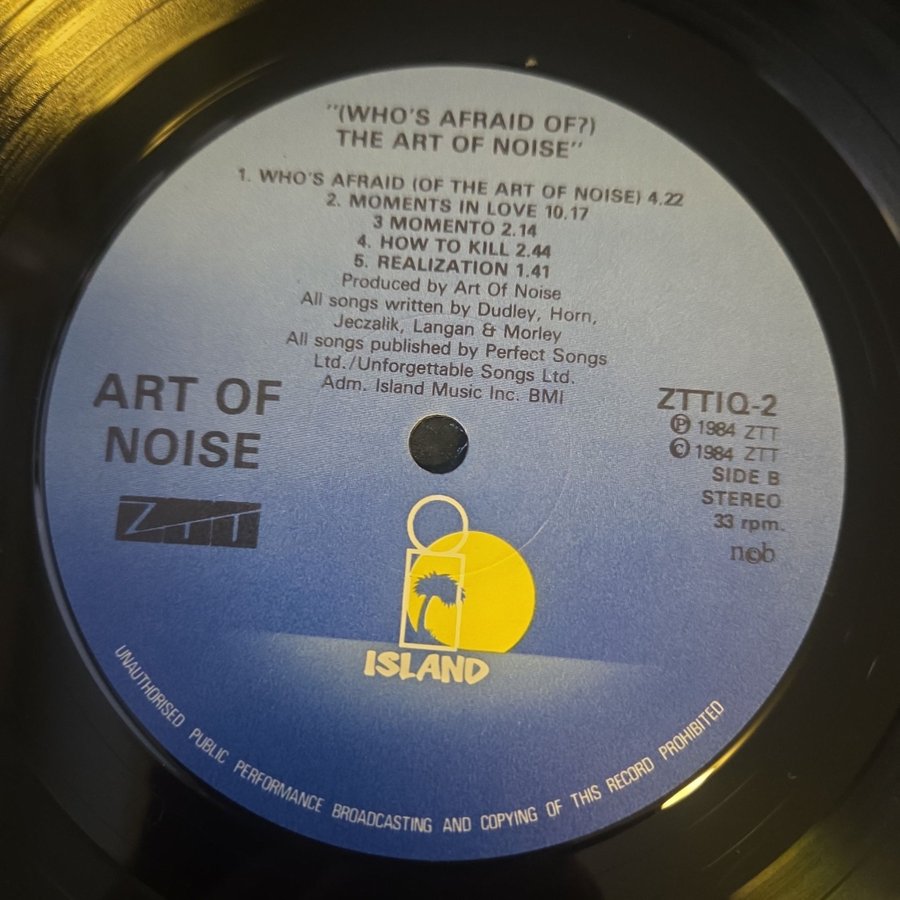 "(WHO'S AFRAID OF?)
THE ART OF NOISE"
1. WHO'S AFRAID (OF THE ART OF NOISE) 4.22
2. MOMENTS IN LOVE 10.17
3 MOMENTO 2.14
4. HOW TO KILL 2.44
5. REALIZATION 1.41
Produced by Art Of Noise
All songs written by Dudley, Horn,
Jeczalik, Langan & Morley
All songs published by Perfect Songs
Ltd./Unforgettable Songs Ltd.
Adm. Island Music Inc. BMI
ART OF
NOISE
ZTT
ZTTIQ-2
Ⓟ 1984 ZTT
© 1984 ZTT
SIDE B
STEREO
33 rpm.
n©b
ISLAND
UNAUTHORISED PUBLIC PERFORMANCE BROADCASTING AND COPYING OF THIS RECORD PROHIBITED